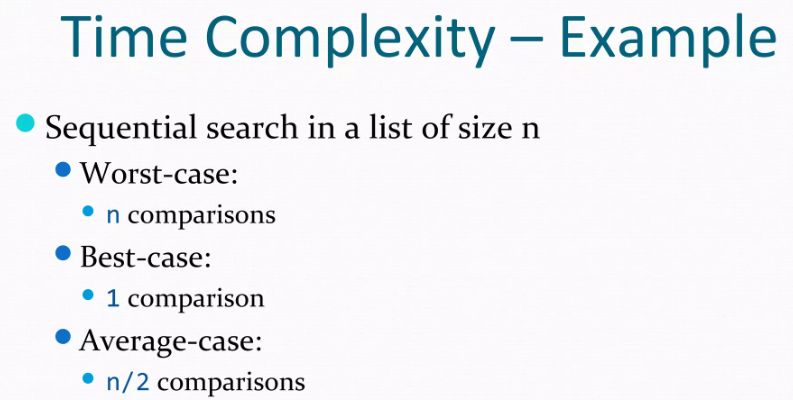 Time Complexity – Example
Sequential search in a list of size n
Worst-case:
n comparisons
Best-case:
1 comparison
Average-case:
n/2 comparisons